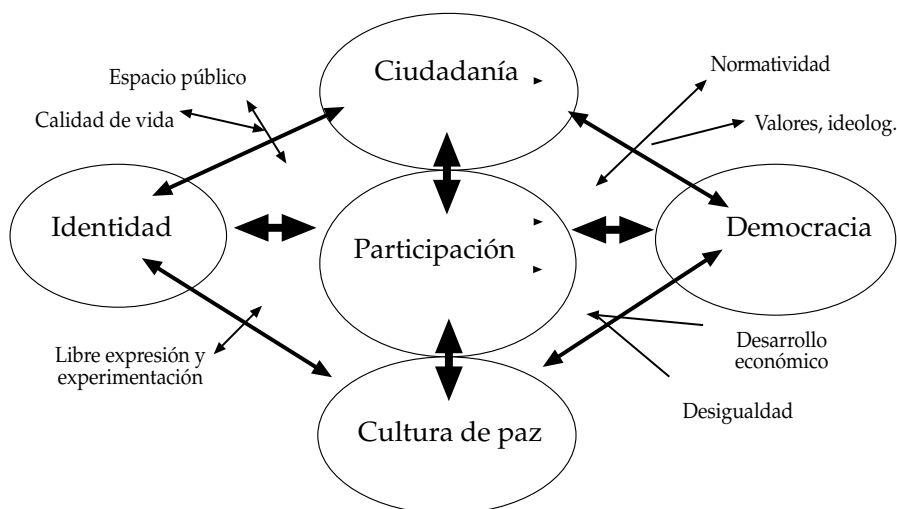 Ciudadanía
Espacio público
Normatividad
Calidad de vida
Valores, ideolog.
Identidad
Participación
Democracia
Libre expresión y
experimentación
Desarrollo
económico
Desigualdad
Cultura de paz